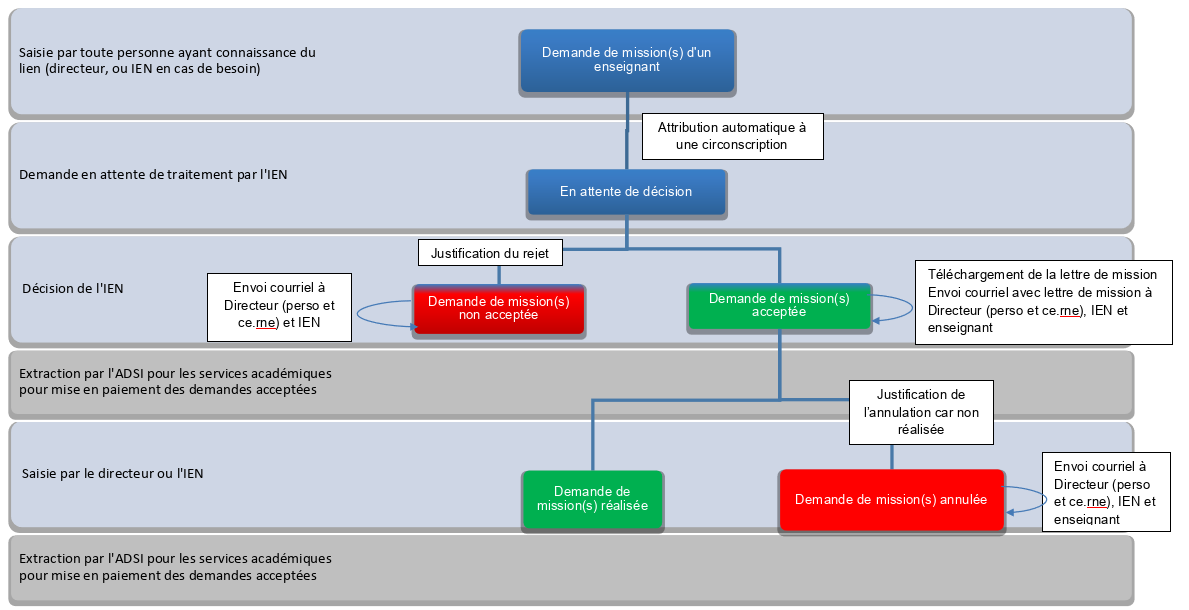 Saisie par toute personne ayant connaissance du
lien (directeur, ou IEN en cas de besoin)
Demande de mission(s) d'un
enseignant
Attribution automatique à
une circonscription
Demande en attente de traitement par l'IEN
En attente de décision
Justification du rejet
Décision de l'IEN
Envoi courriel à
Directeur (perso et
ce.rne) et IEN
Demande de mission(s)
non acceptée
Demande de mission(s)
acceptée
Téléchargement de la lettre de mission
Envoi courriel avec lettre de mission à
Directeur (perso et ce.rne), IEN et
enseignant
Extraction par l'ADSI pour les services académiques
pour mise en paiement des demandes acceptées
Justification de
l'annulation car non
réalisée
Saisie par le directeur ou l'IEN
Demande de
mission(s) réalisée
Demande de mission(s) annulée
Envoi courriel à
Directeur (perso
et ce.rne), IEN et
enseignant
Extraction par l'ADSI pour les services académiques
pour mise en paiement des demandes acceptées